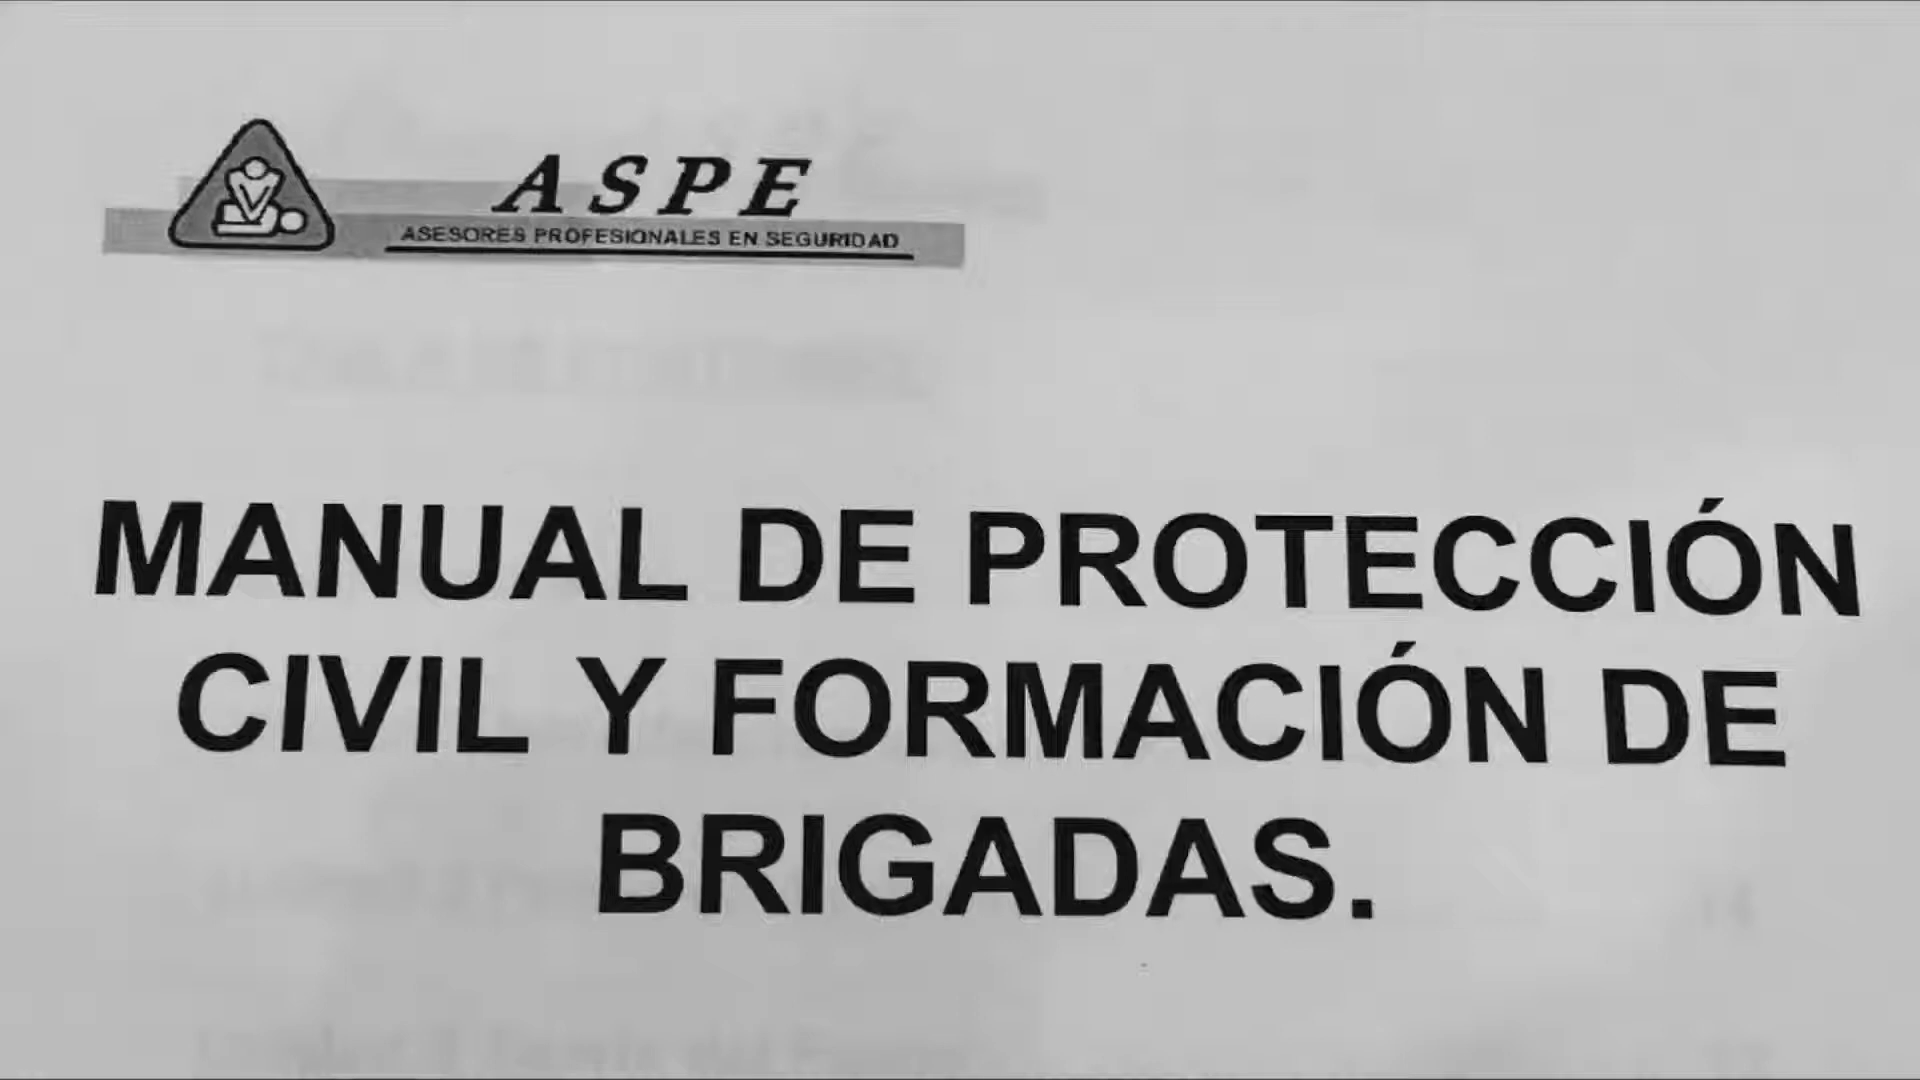 ASPE
ASESORES PROFESIONALES EN SEGURIDAD
MANUAL DE PROTECCIÓN
CIVIL Y FORMACIÓN DE
BRIGADAS.